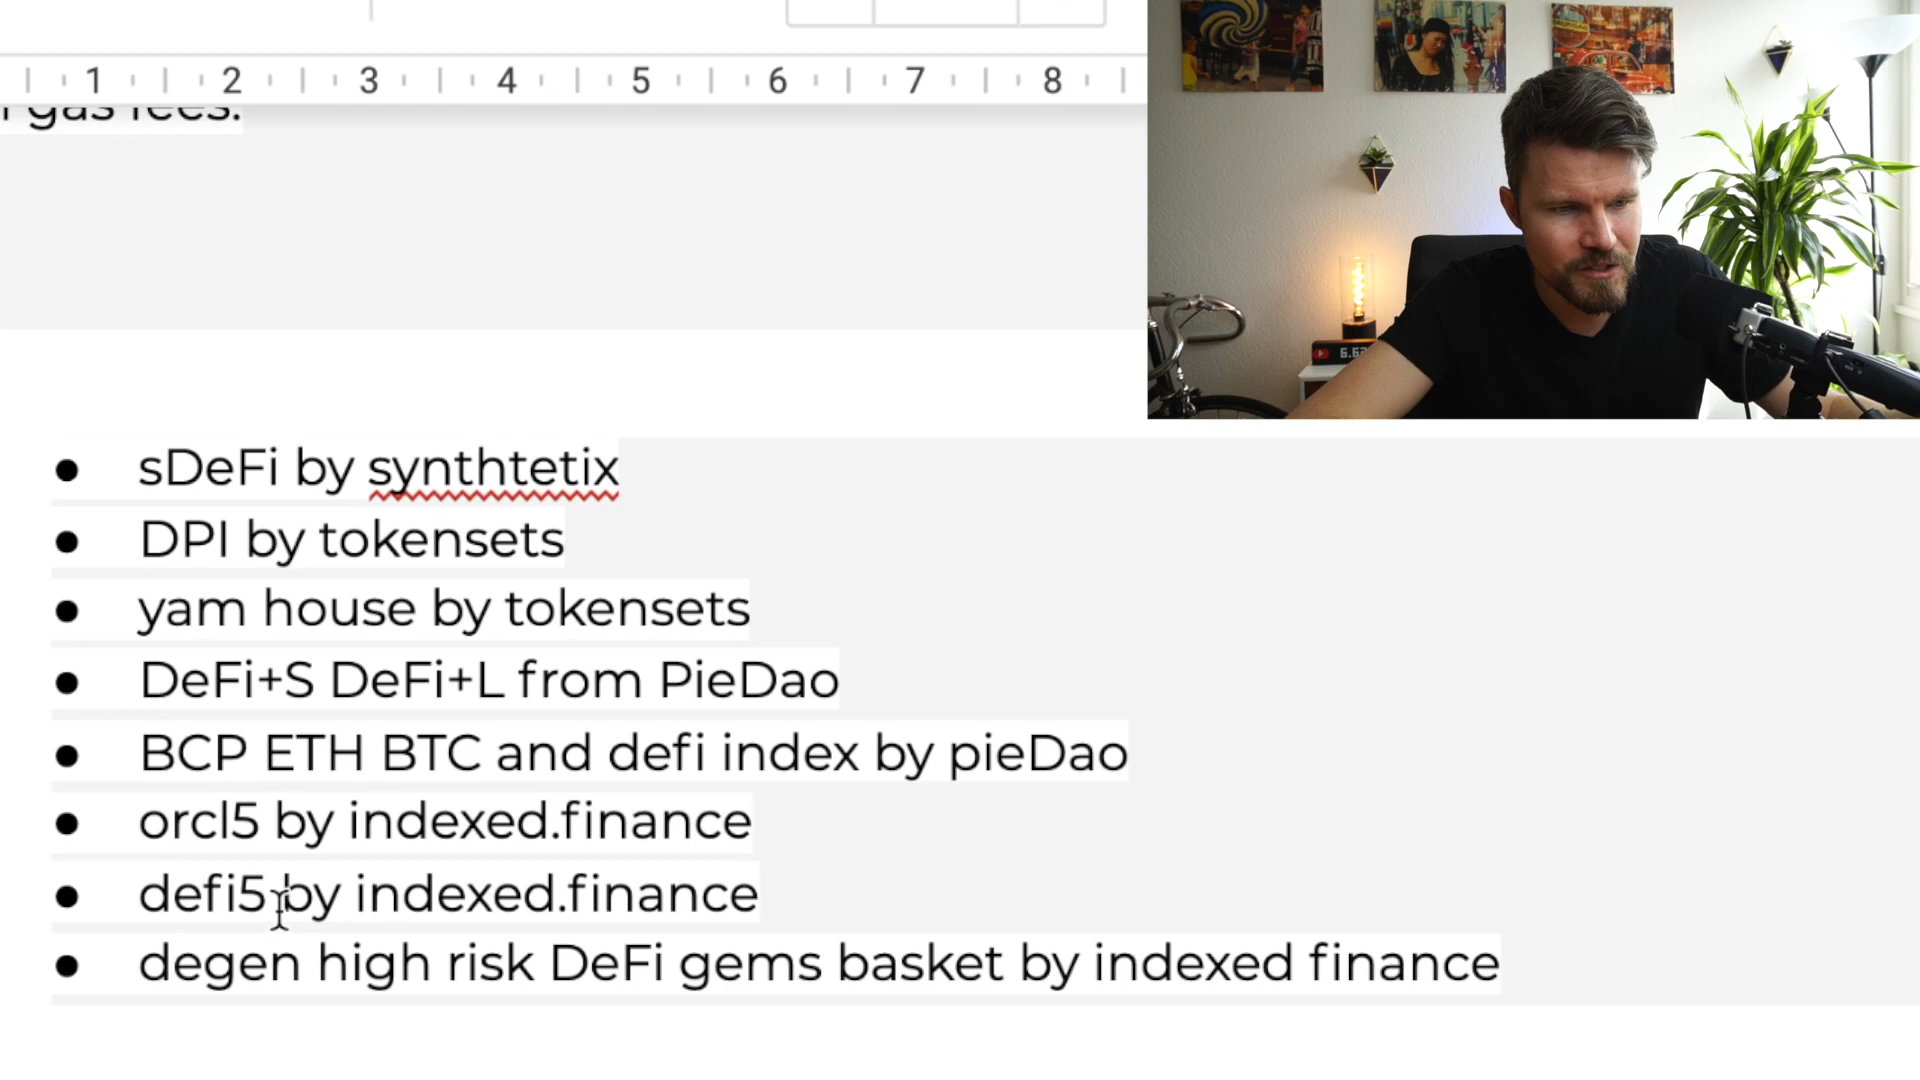 1 2 3 4 5 6 7 8
gas fees.
sDeFi by synthtetix
DPI by tokensets
yam house by tokensets
DeFi+S DeFi+L from PieDao
BCP ETH BTC and defi index by pieDao
orcl5 by indexed.finance
defi5 by indexed.finance
degen high risk DeFi gems basket by indexed finance